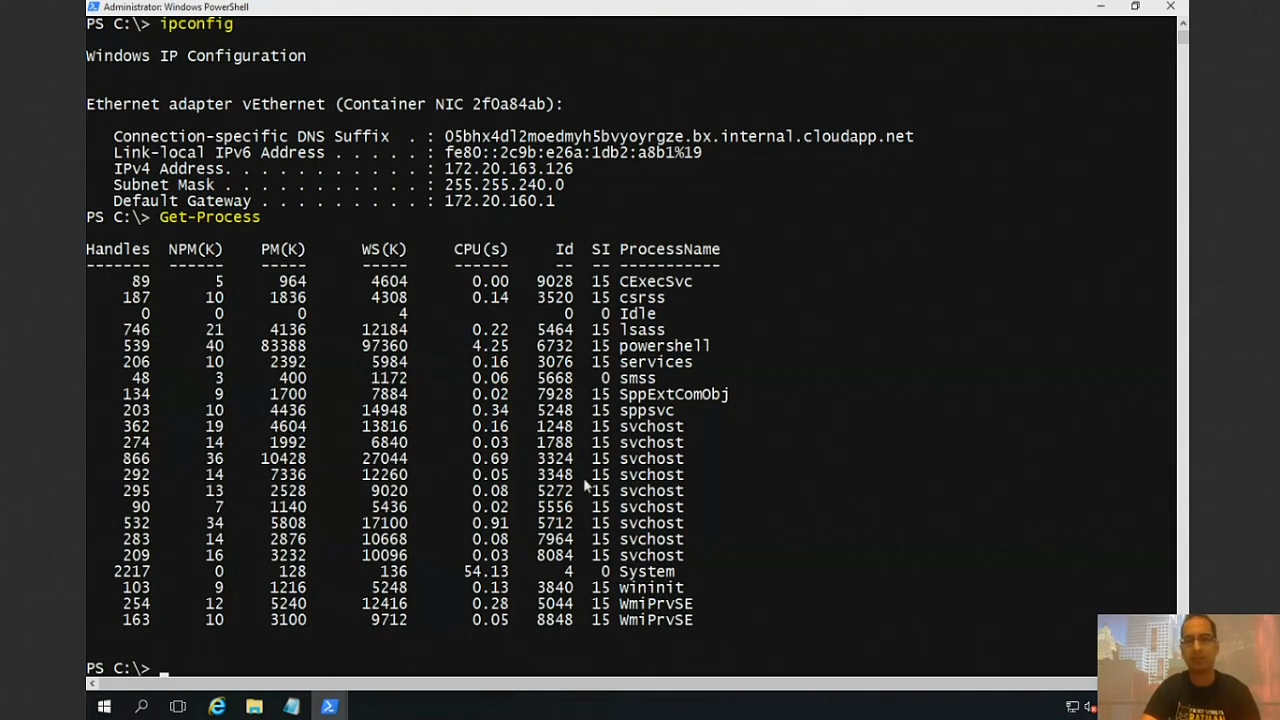 Administrator: Windows PowerShell
PS C:\> ipconfig
Windows IP Configuration
Ethernet adapter vEthernet (Container NIC 2f0a84ab):
Connection-specific DNS Suffix . : 05bhx4dl2moedmyh5bvyoyrgze.bx.internal.cloudapp.net
Link-local IPv6 Address . . . . . : fe80::2c9b:e26a:1db2:a8b1%19
IPv4 Address. . . . . . . . . . . : 172.20.163.126
Subnet Mask . . . . . . . . . . . : 255.255.240.0
Default Gateway . . . . . . . . . : 172.20.160.1
PS C:\> Get-Process
Handles NPM(K) PM(K) WS(K) CPU(s) Id SI ProcessName
------- ------ ----- ----- ------ -- -- -----------
89 5 964 4604 0.00 9028 15 CExecSvc
187 10 1836 4308 0.14 3520 15 csrss
0 0 0 4 0 0 Idle
746 21 4136 12184 0.22 5464 15 lsass
539 40 83388 97360 4.25 6732 15 powershell
206 10 2392 5984 0.16 3076 15 services
48 3 400 1172 0.06 5668 0 smss
134 9 1700 7884 0.02 7928 15 SppExtComObj
203 10 4436 14948 0.34 5248 15 sppsvc
362 19 4604 13816 0.16 1248 15 svchost
274 14 1992 6840 0.03 1788 15 svchost
866 36 10428 27044 0.69 3324 15 svchost
292 14 7336 12260 0.05 3348 15 svchost
295 13 2528 9020 0.08 5272 15 svchost
90 7 1140 5436 0.02 5556 15 svchost
532 34 5808 17100 0.91 5712 15 svchost
283 14 2876 10668 0.08 7964 15 svchost
209 16 3232 10096 0.03 8084 15 svchost
2217 0 128 136 54.13 4 0 System
103 9 1216 5248 0.13 3840 15 wininit
254 12 5240 12416 0.28 5044 15 WmiPrvSE
163 10 3100 9712 0.05 8848 15 WmiPrvSE
PS C:\> _
BATMAN